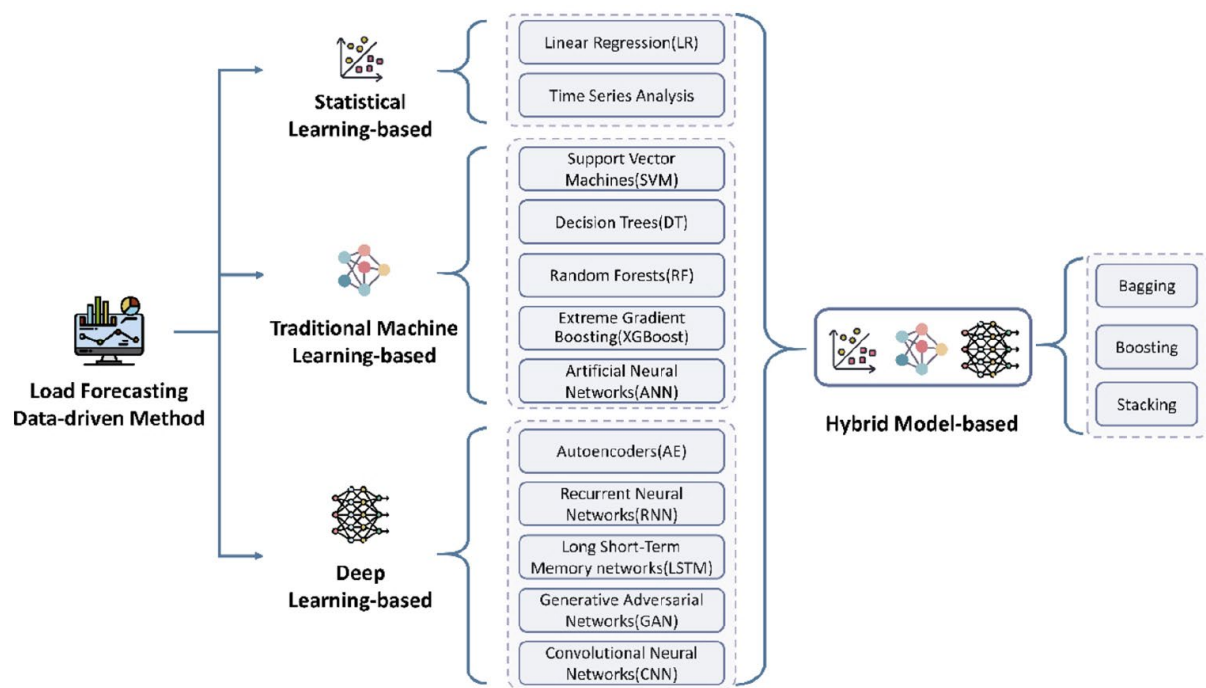 Load Forecasting
Data-driven Method
Statistical
Learning-based
Linear Regression(LR)
Time Series Analysis
Traditional Machine
Learning-based
Support Vector
Machines(SVM)
Decision Trees(DT)
Random Forests(RF)
Extreme Gradient
Boosting(XGBoost)
Artificial Neural
Networks(ANN)
Deep
Learning-based
Autoencoders(AE)
Recurrent Neural
Networks(RNN)
Long Short-Term
Memory networks(LSTM)
Generative Adversarial
Networks(GAN)
Convolutional Neural
Networks(CNN)
Hybrid Model-based
Bagging
Boosting
Stacking